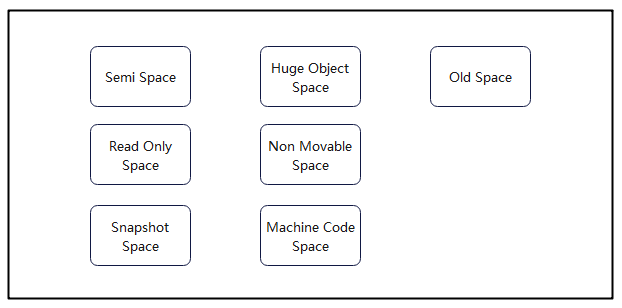 Semi Space
Huge Object
Space
Old Space
Read Only
Space
Non Movable
Space
Snapshot
Space
Machine Code
Space